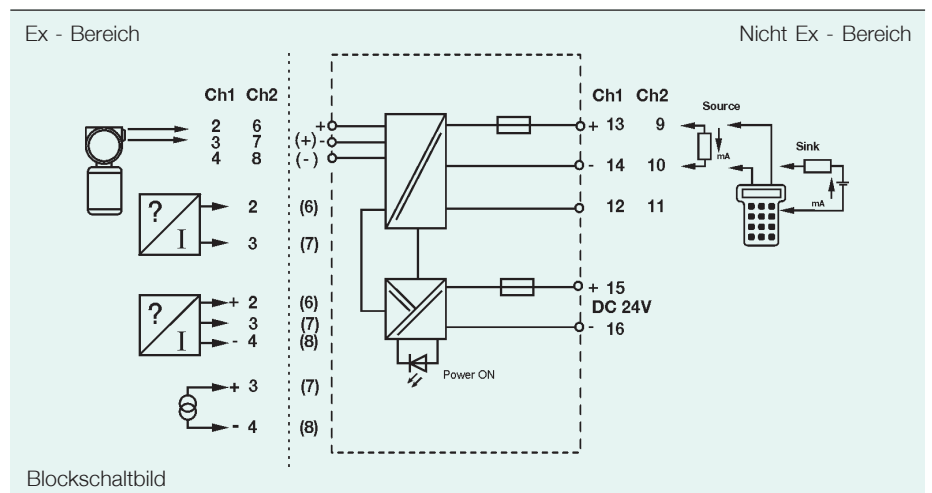 Ex - Bereich
Nicht Ex - Bereich
Ch1 Ch2
2 6
3 7
4 8
+
(+) -
(-)
? I
2 (6)
3 (7)
? I
+ 2 (6)
3 (7)
- 4 (8)
+ 3 (7)
- 4 (8)
Power ON
Ch1 Ch2
+ 13 9
- 14 10
12 11
+ 15
DC 24V
- 16
Source
mA
Sink
mA
Blockschaltbild